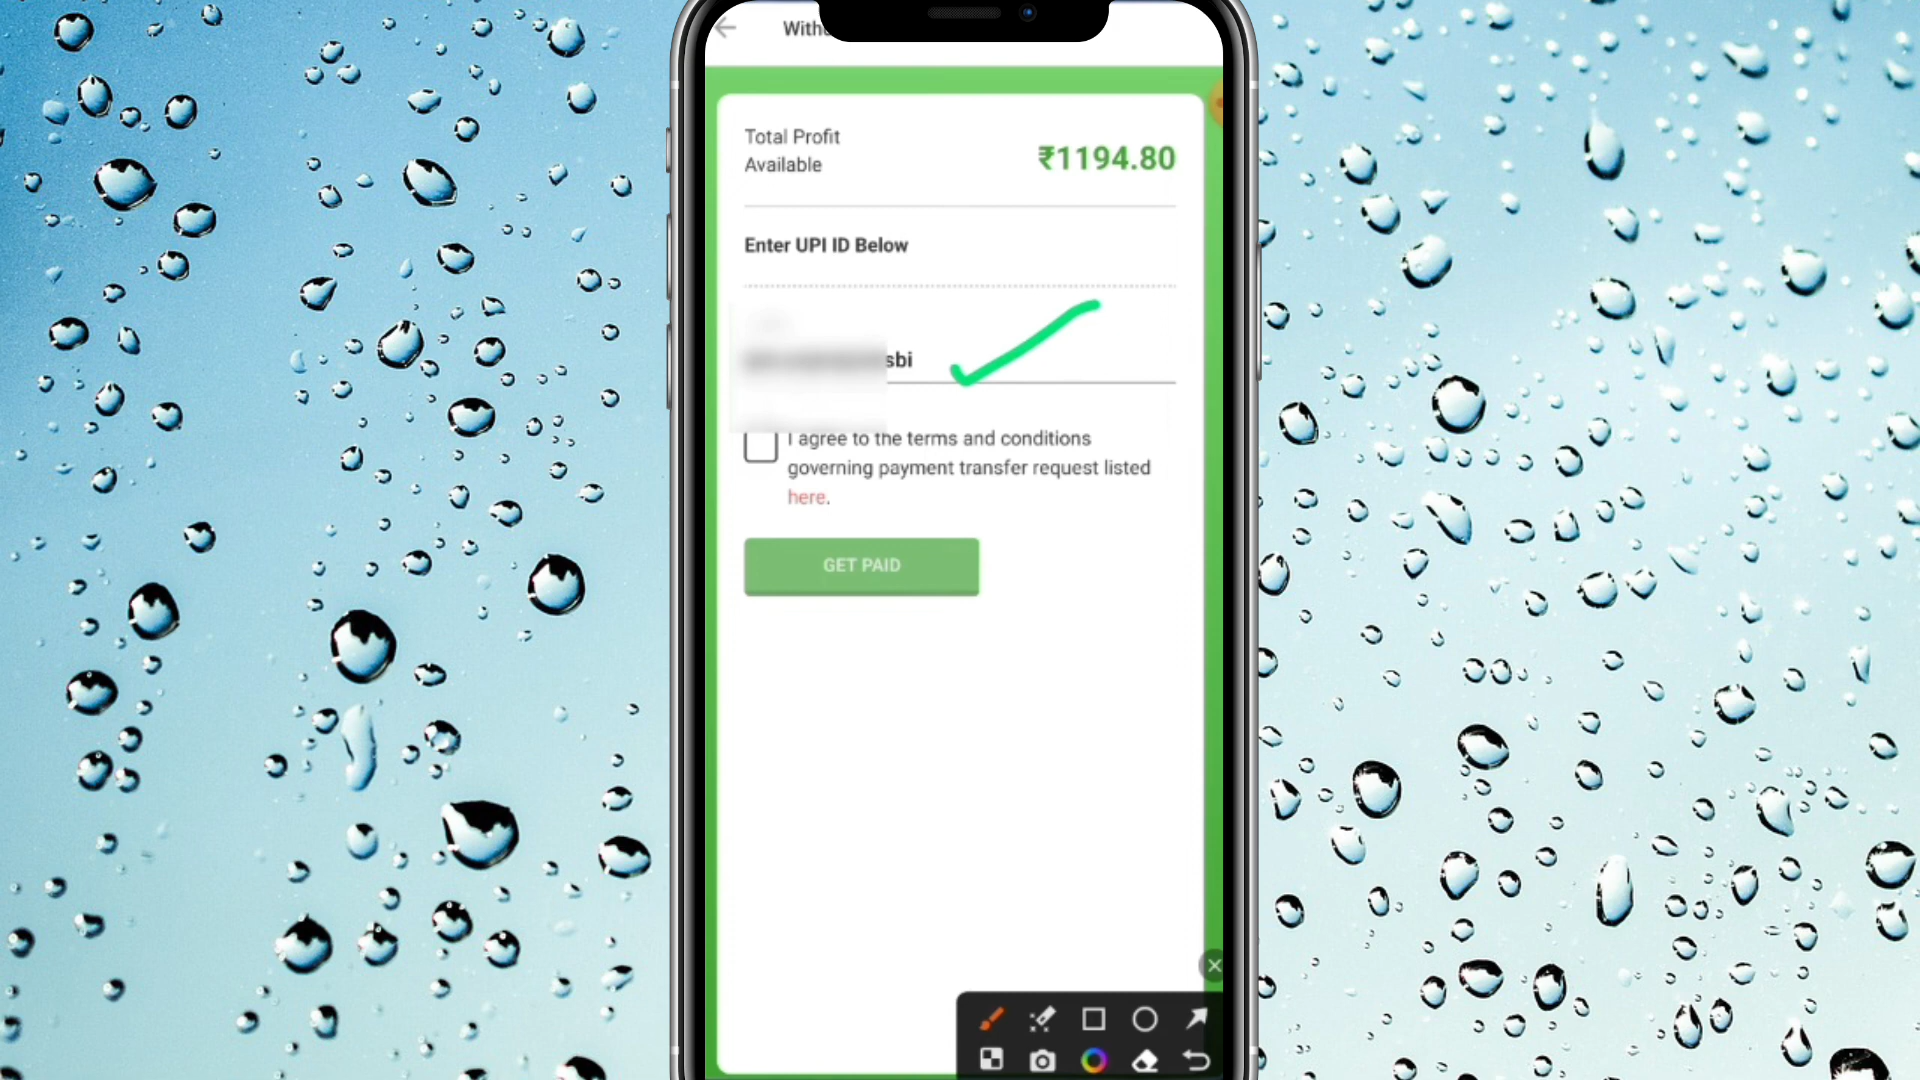 Total Profit
Available
₹1194.80
Enter UPI ID Below
sbi
I agree to the terms and conditions
governing payment transfer request listed
here.
GET PAID